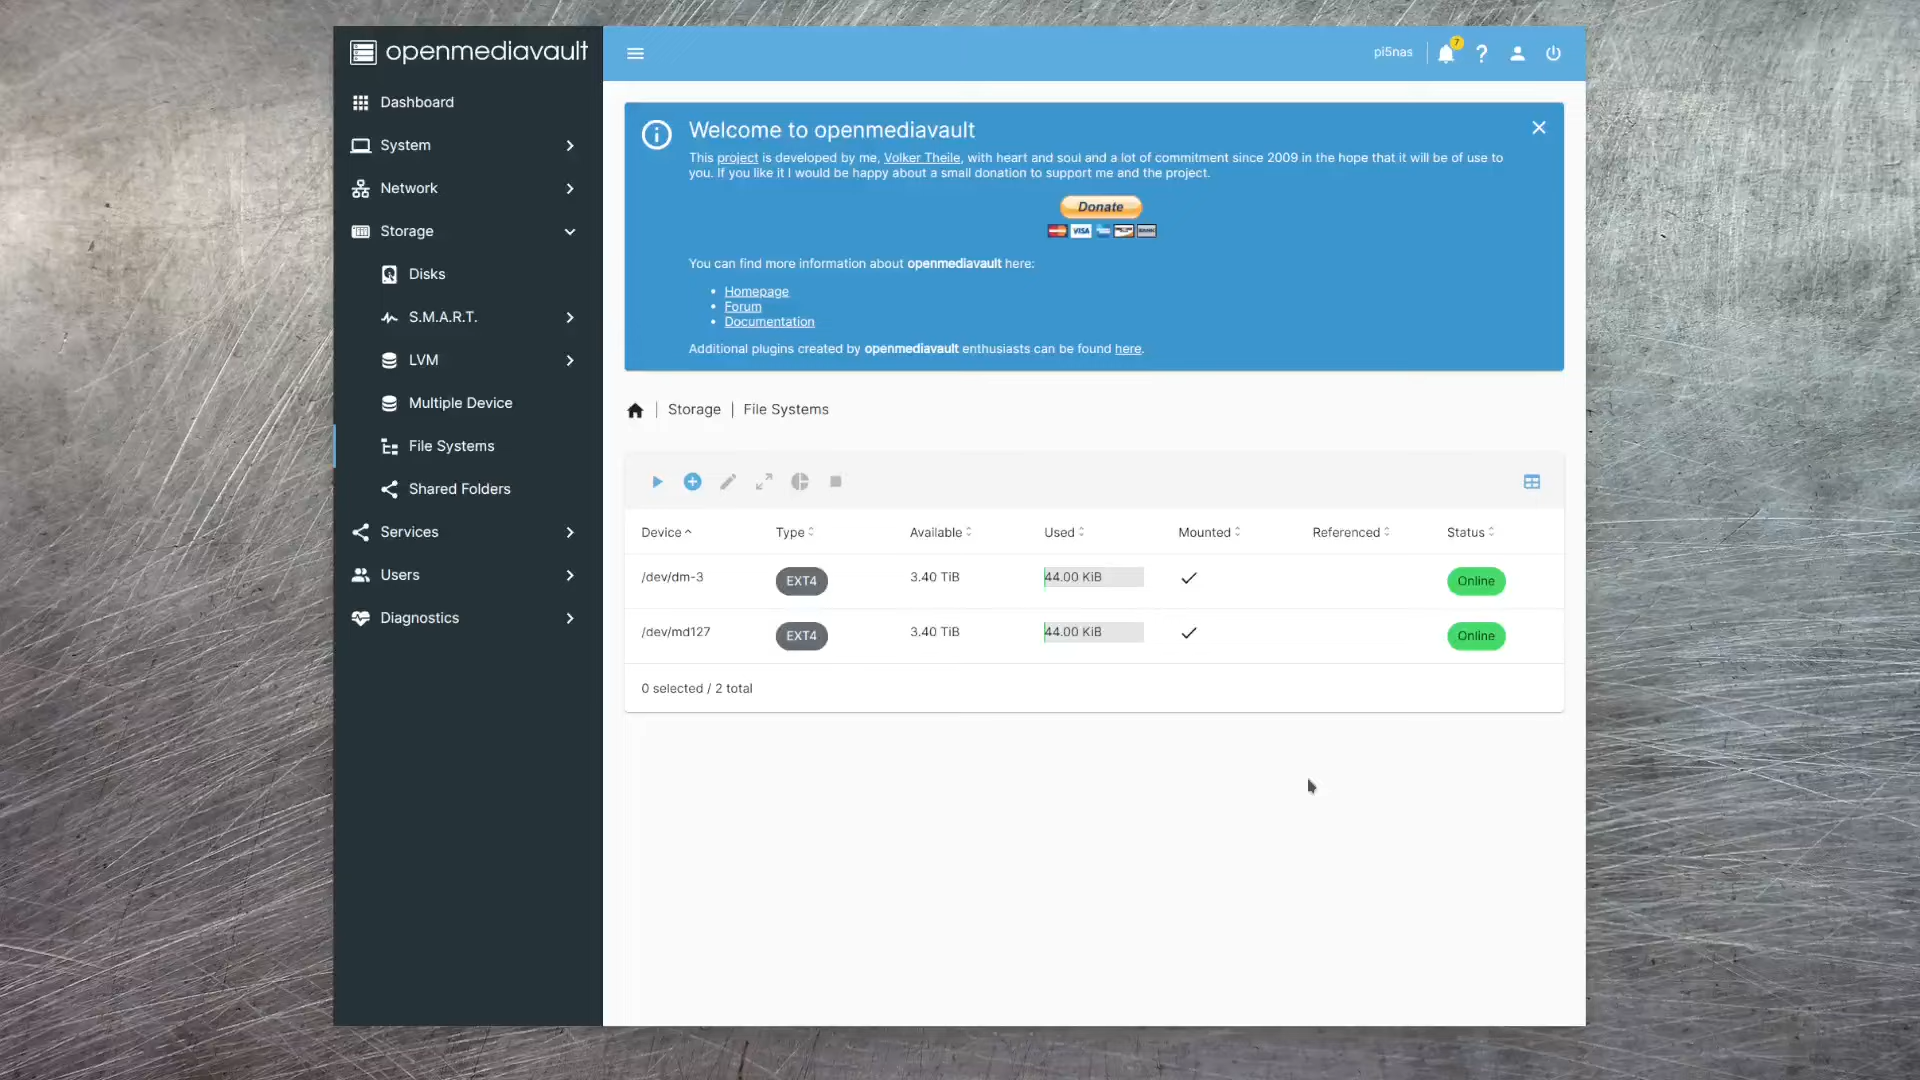 openmediavault
pi5nas
7
Dashboard
System
Network
Storage
Disks
S.M.A.R.T.
LVM
Multiple Device
File Systems
Shared Folders
Services
Users
Diagnostics
Welcome to openmediavault
This project is developed by me, Volker Theile, with heart and soul and a lot of commitment since 2009 in the hope that it will be of use to
you. If you like it I would be happy about a small donation to support me and the project.
Donate
VISA
You can find more information about openmediavault here:
• Homepage
• Forum
• Documentation
Additional plugins created by openmediavault enthusiasts can be found here.
Storage | File Systems
Device Type Available Used Mounted Referenced Status
/dev/dm-3 EXT4 3.40 TiB 44.00 KiB Online
/dev/md127 EXT4 3.40 TiB 44.00 KiB Online
0 selected / 2 total